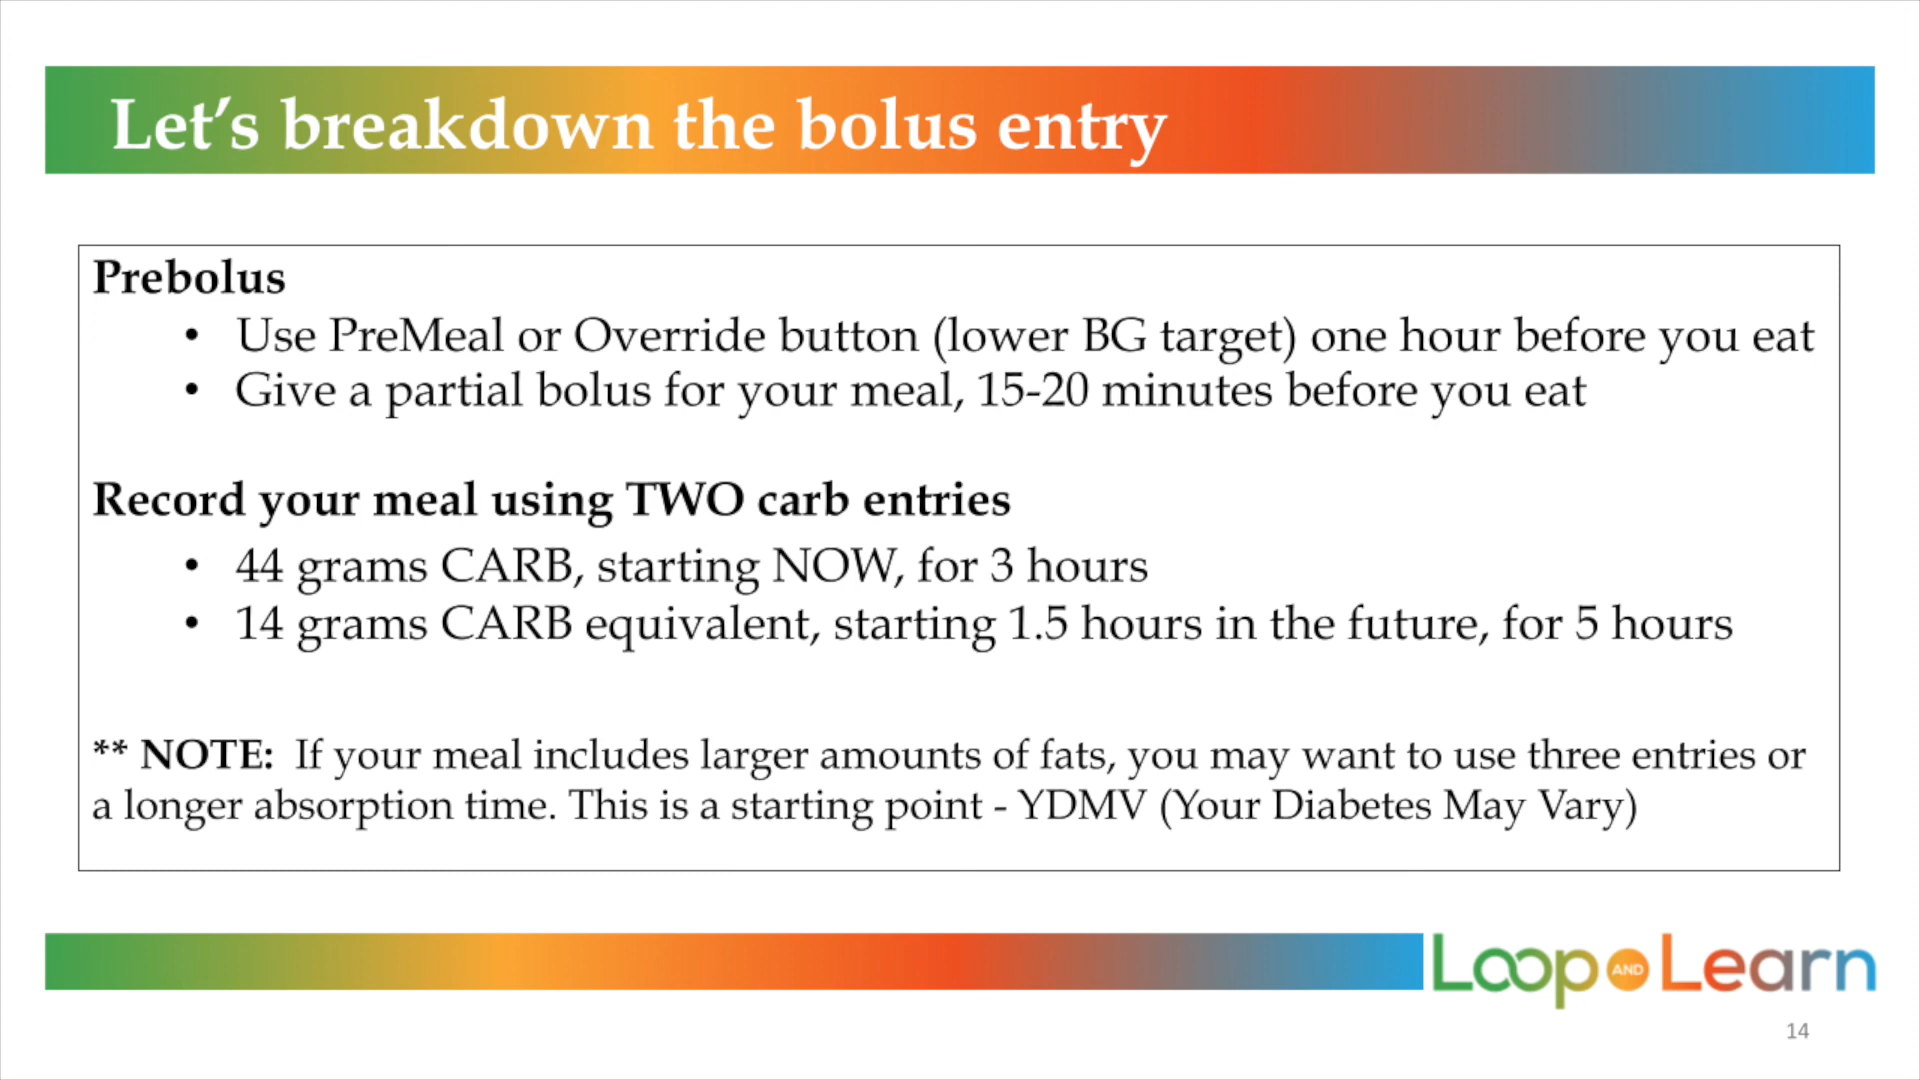 Let's breakdown the bolus entry
Prebolus
• Use PreMeal or Override button (lower BG target) one hour before you eat
• Give a partial bolus for your meal, 15-20 minutes before you eat
Record your meal using TWO carb entries
• 44 grams CARB, starting NOW, for 3 hours
• 14 grams CARB equivalent, starting 1.5 hours in the future, for 5 hours
** NOTE: If your meal includes larger amounts of fats, you may want to use three entries or
a longer absorption time. This is a starting point - YDMV (Your Diabetes May Vary)
Loop AND Learn
14